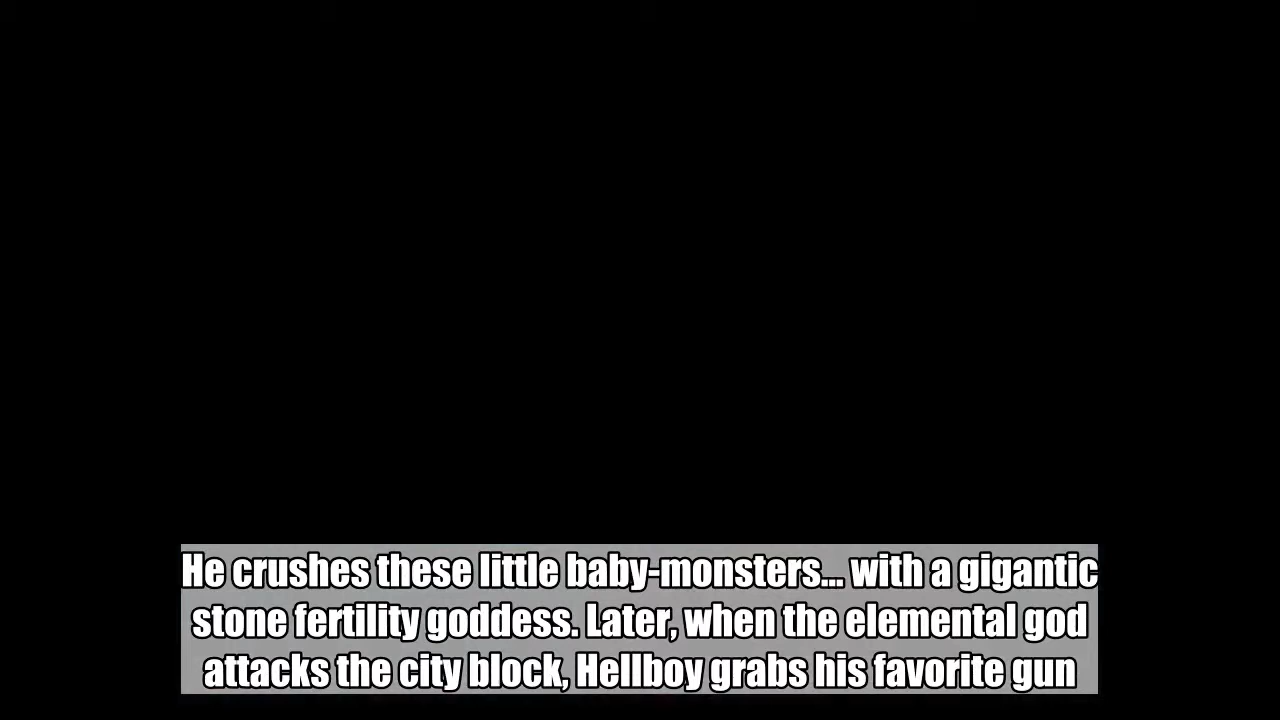 He crushes these little baby-monsters... with a gigantic
stone fertility goddess. Later, when the elemental god
attacks the city block, Hellboy grabs his favorite gun